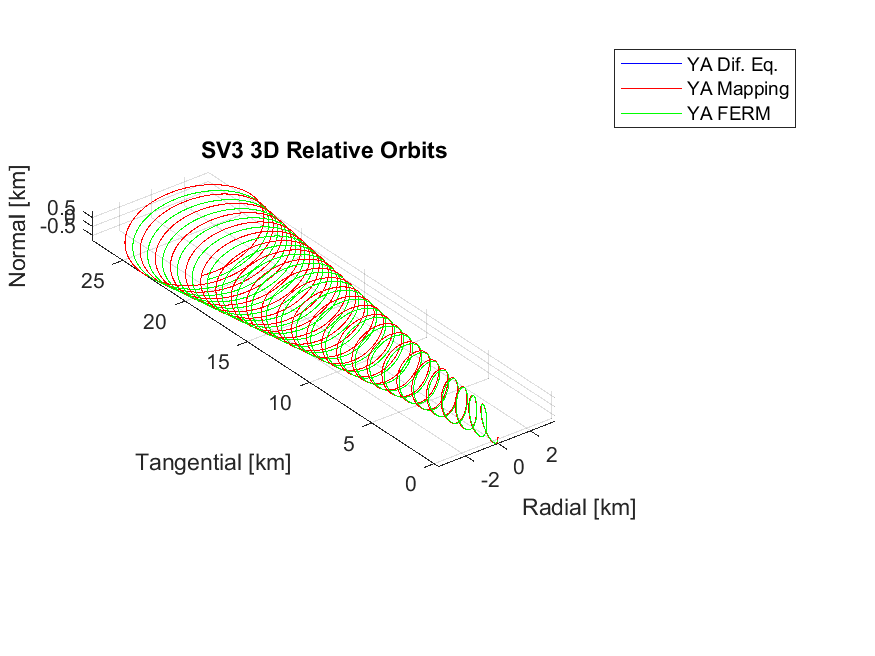 YA Dif. Eq.
YA Mapping
YA FERM
SV3 3D Relative Orbits
Normal [km]
0.5
0
-0.5
25
20
15
10
5
0
Tangential [km]
-2
0
2
Radial [km]